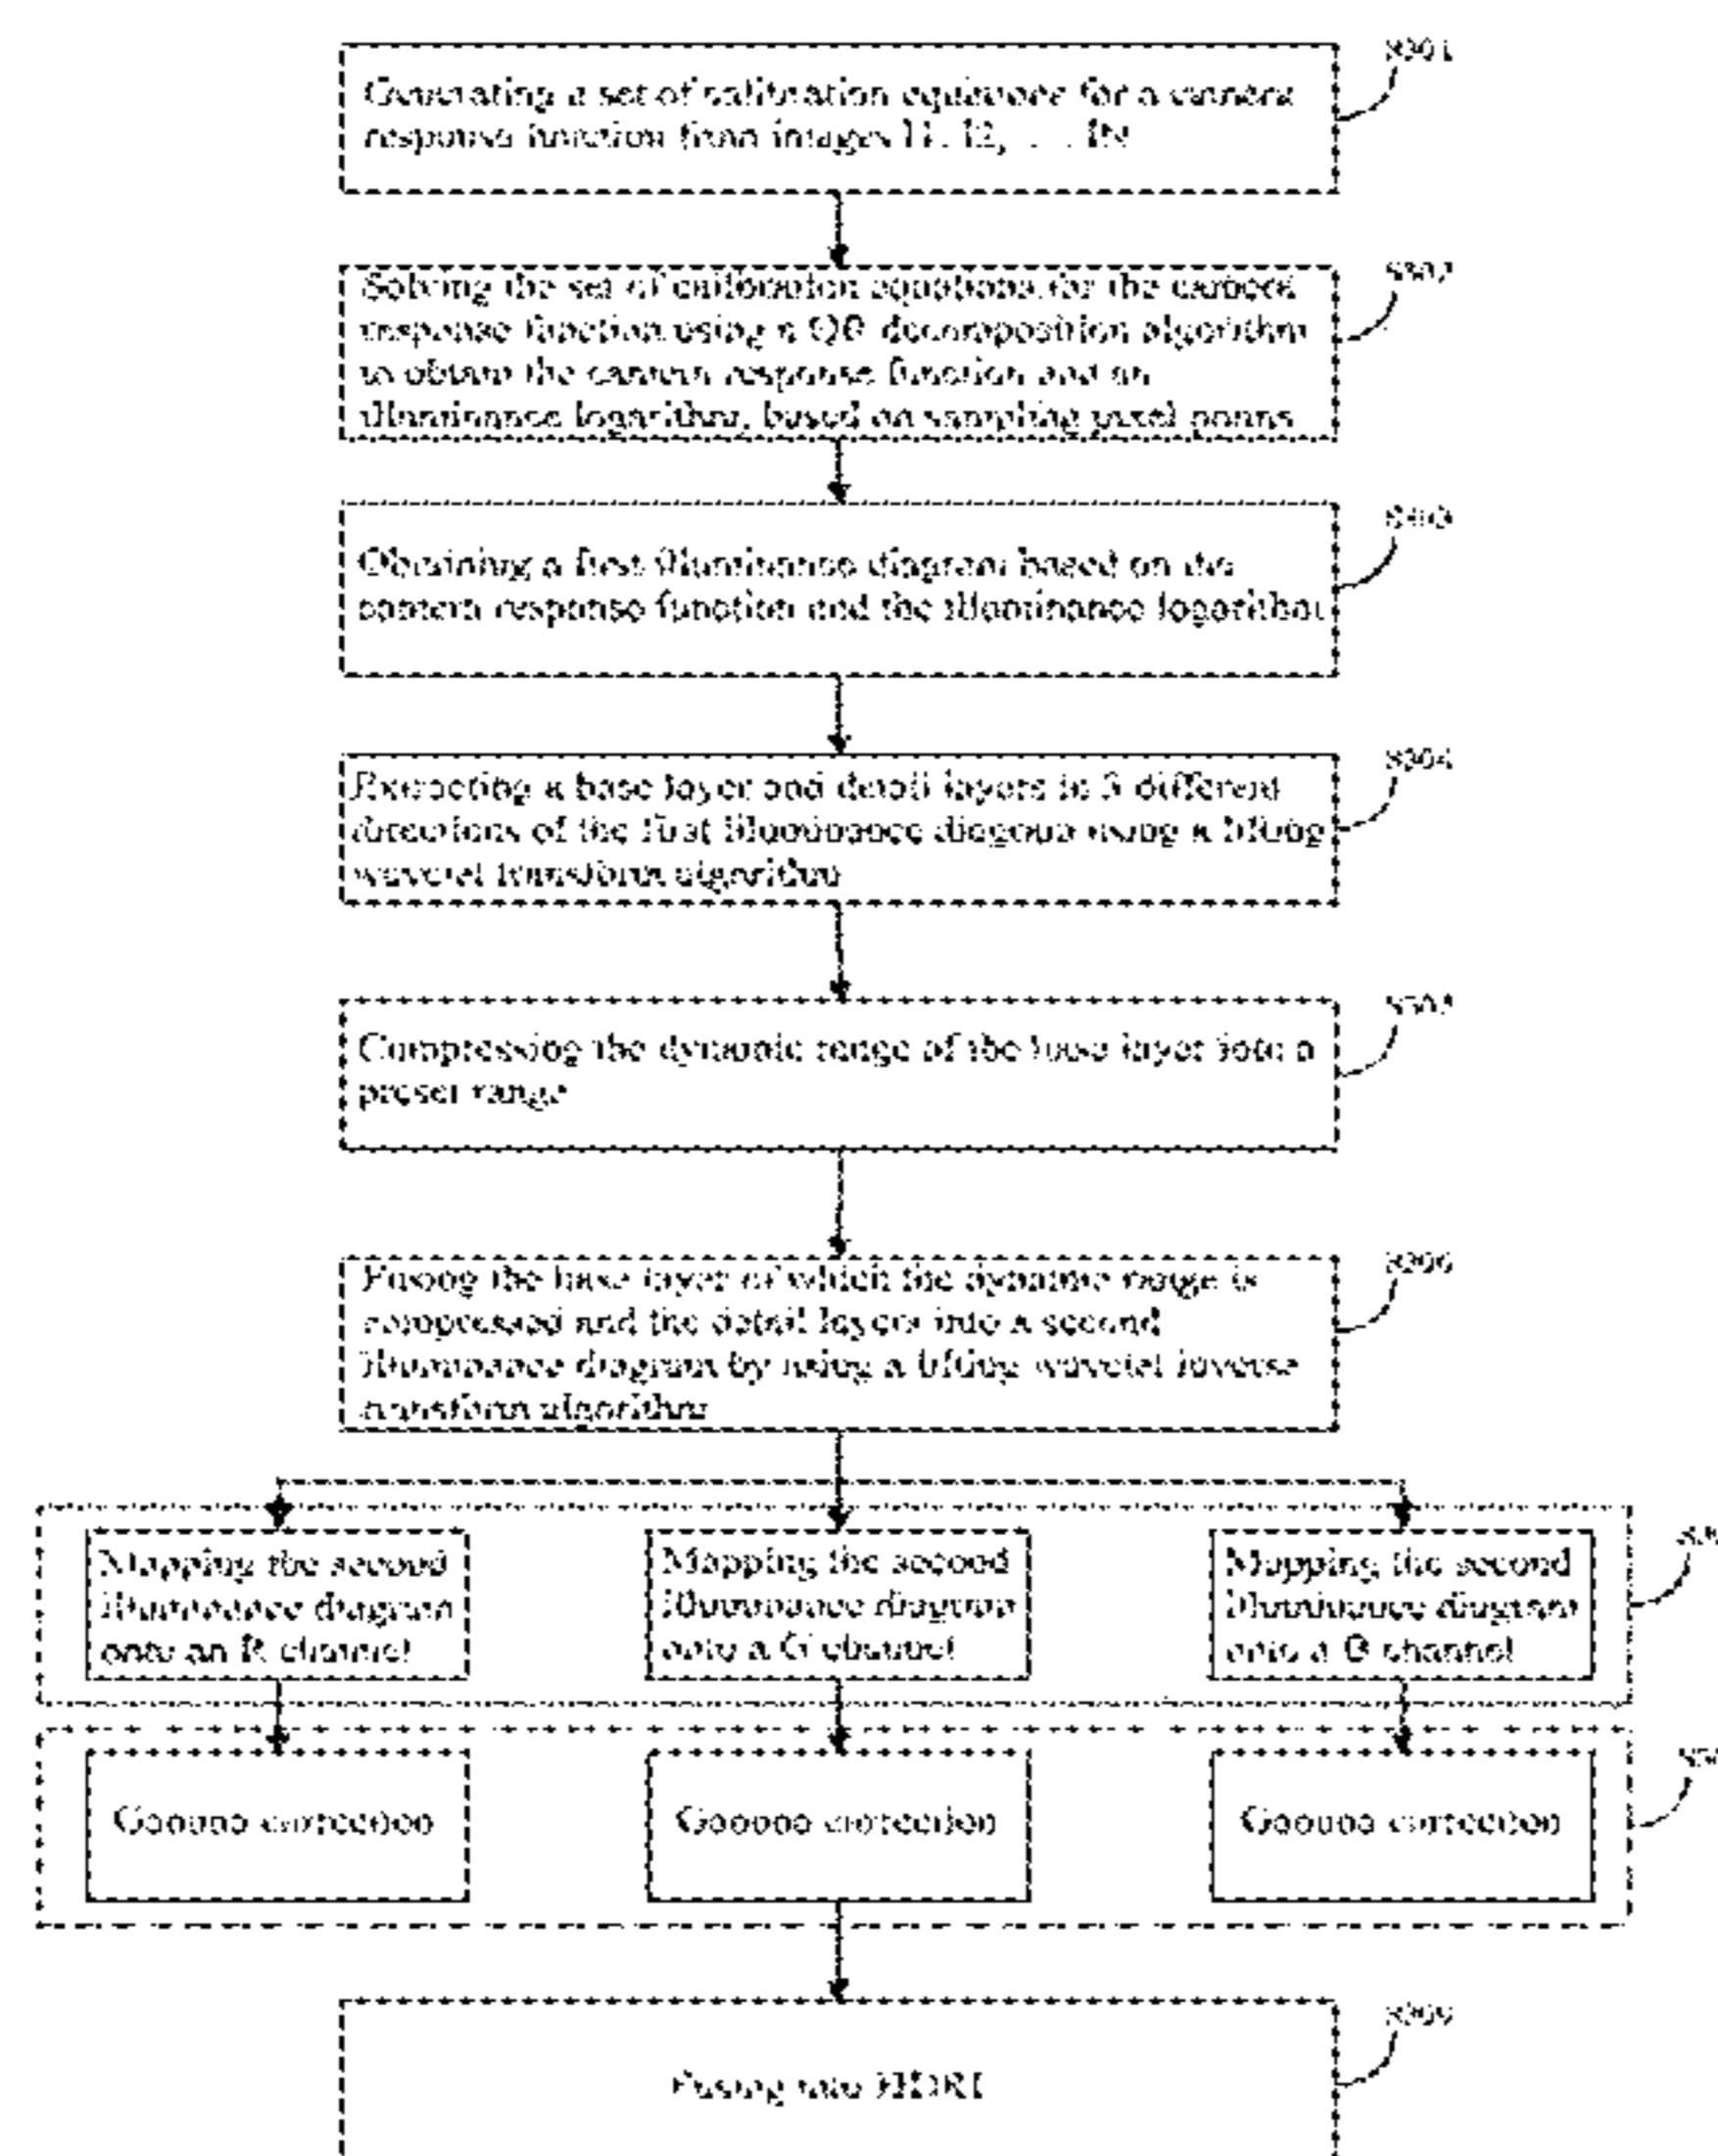 S301
Generating a set of calibration equations for a camera
response function from images I1, I2, ... IN
S302
Solving the set of calibration equations for the camera
response function using a QR decomposition algorithm
to obtain the camera response function and an
illuminance logarithm, based on sampling pixel points
S303
Obtaining a first illuminance diagram based on the
camera response function and the illuminance logarithm
S304
Extracting a base layer and detail layers in 3 different
directions of the first illuminance diagram using a lifting
wavelet transform algorithm
S305
Compressing the dynamic range of the base layer into a
preset range
S306
Fusing the base layer of which the dynamic range is
compressed and the detail layers into a second
illuminance diagram by using a lifting wavelet inverse
transform algorithm
Mapping the second
illuminance diagram
onto an R channel
Mapping the second
illuminance diagram
onto a G channel
Mapping the second
illuminance diagram
onto a B channel
Gamma correction
Gamma correction
Gamma correction
S309
Fusing into HDRI